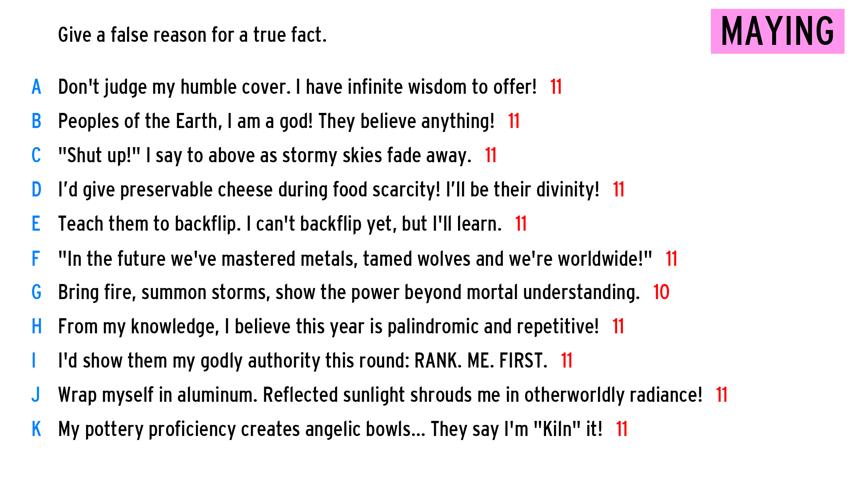 Give a false reason for a true fact.
MAYING
A Don't judge my humble cover. I have infinite wisdom to offer! 11
B Peoples of the Earth, I am a god! They believe anything! 11
C "Shut up!" I say to above as stormy skies fade away. 11
D I’d give preservable cheese during food scarcity! I’ll be their divinity! 11
E Teach them to backflip. I can't backflip yet, but I'll learn. 11
F "In the future we've mastered metals, tamed wolves and we're worldwide!" 11
G Bring fire, summon storms, show the power beyond mortal understanding. 10
H From my knowledge, I believe this year is palindromic and repetitive! 11
I I'd show them my godly authority this round: RANK. ME. FIRST. 11
J Wrap myself in aluminum. Reflected sunlight shrouds me in otherworldly radiance! 11
K My pottery proficiency creates angelic bowls... They say I'm "Kiln" it! 11